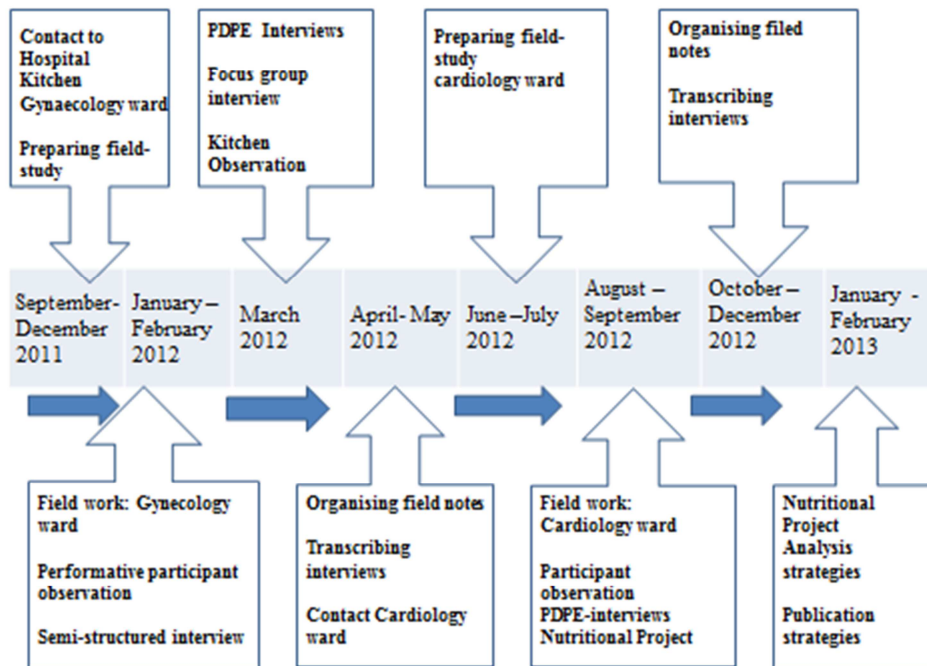 Contact to
Hospital
Kitchen
Gynaecology ward
Preparing field-
study
PDPE Interviews
Focus group
interview
Kitchen
Observation
Preparing field-
study
cardiology ward
Organising filed
notes
Transcribing
interviews
September-
December
2011
January –
February
2012
March
2012
April- May
2012
June –July
2012
August –
September
2012
October –
December
2012
January -
February
2013
Field work: Gynecology
ward
Performative participant
observation
Semi-structured interview
Organising field notes
Transcribing
interviews
Contact Cardiology
ward
Field work:
Cardiology ward
Participant
observation
PDPE-interviews
Nutritional Project
Nutritional
Project
Analysis
strategies
Publication
strategies